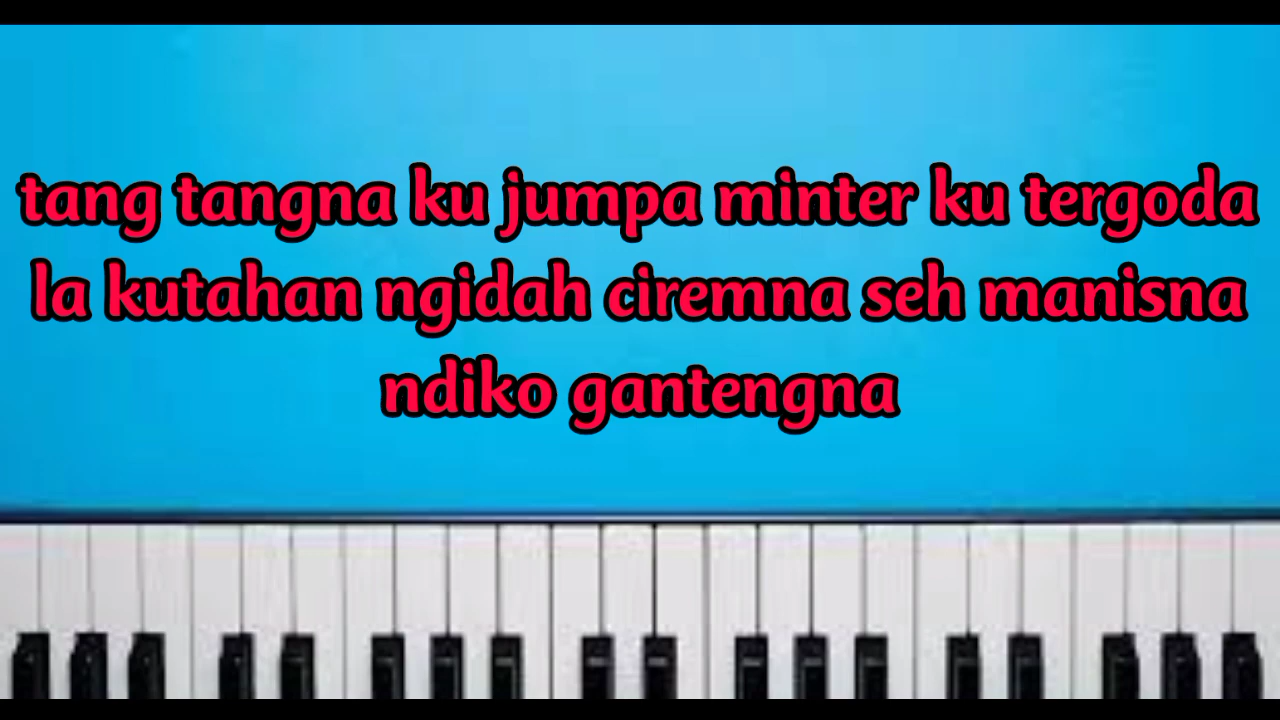 tang tangna ku jumpa minter ku tergoda
la kutahan ngidah ciremna seh manisna
ndiko gantengna